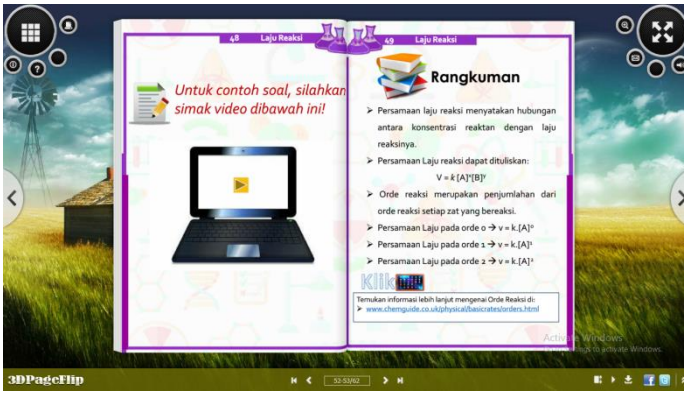 48 Laju Reaksi
Untuk contoh soal, silahkan
simak video dibawah ini!
49 Laju Reaksi
Rangkuman
➤ Persamaan laju reaksi menyatakan hubungan
antara konsentrasi reaktan dengan laju
reaksinya.
➤ Persamaan Laju reaksi dapat dituliskan:
V = k [A]ˣ[B]ʸ
➤ Orde reaksi merupakan penjumlahan dari
orde reaksi setiap zat yang bereaksi.
➤ Persamaan Laju pada orde 0 → v = k.[A]⁰
➤ Persamaan Laju pada orde 1 → v = k.[A]¹
➤ Persamaan Laju pada orde 2 → v = k.[A]²
Klik
Temukan informasi lebih lanjut mengenai Orde Reaksi di:
➤ www.chemguide.co.uk/physical/basicrates/orders.html
Activate Windows
to activate Windows.
3DPageFlip
52-53/62